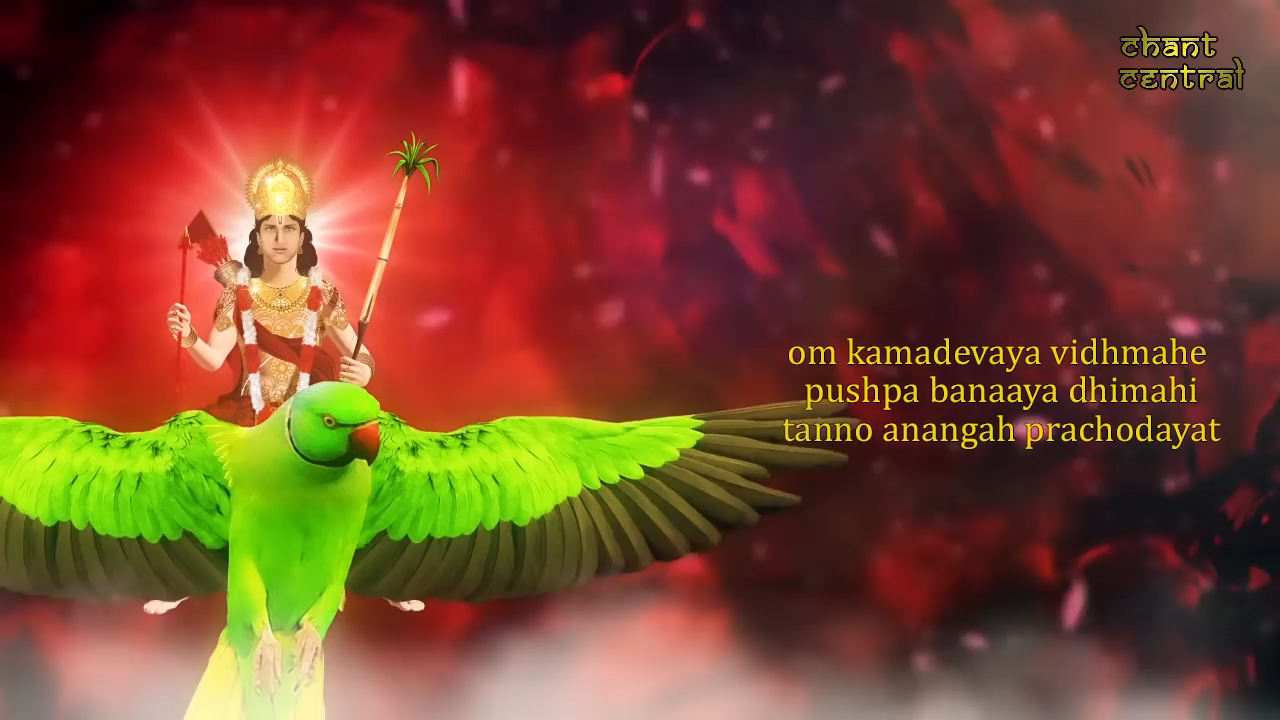 chant
central
om kamadevaya vidhmahe
pushpa banaaya dhimahi
tanno anangah prachodayat